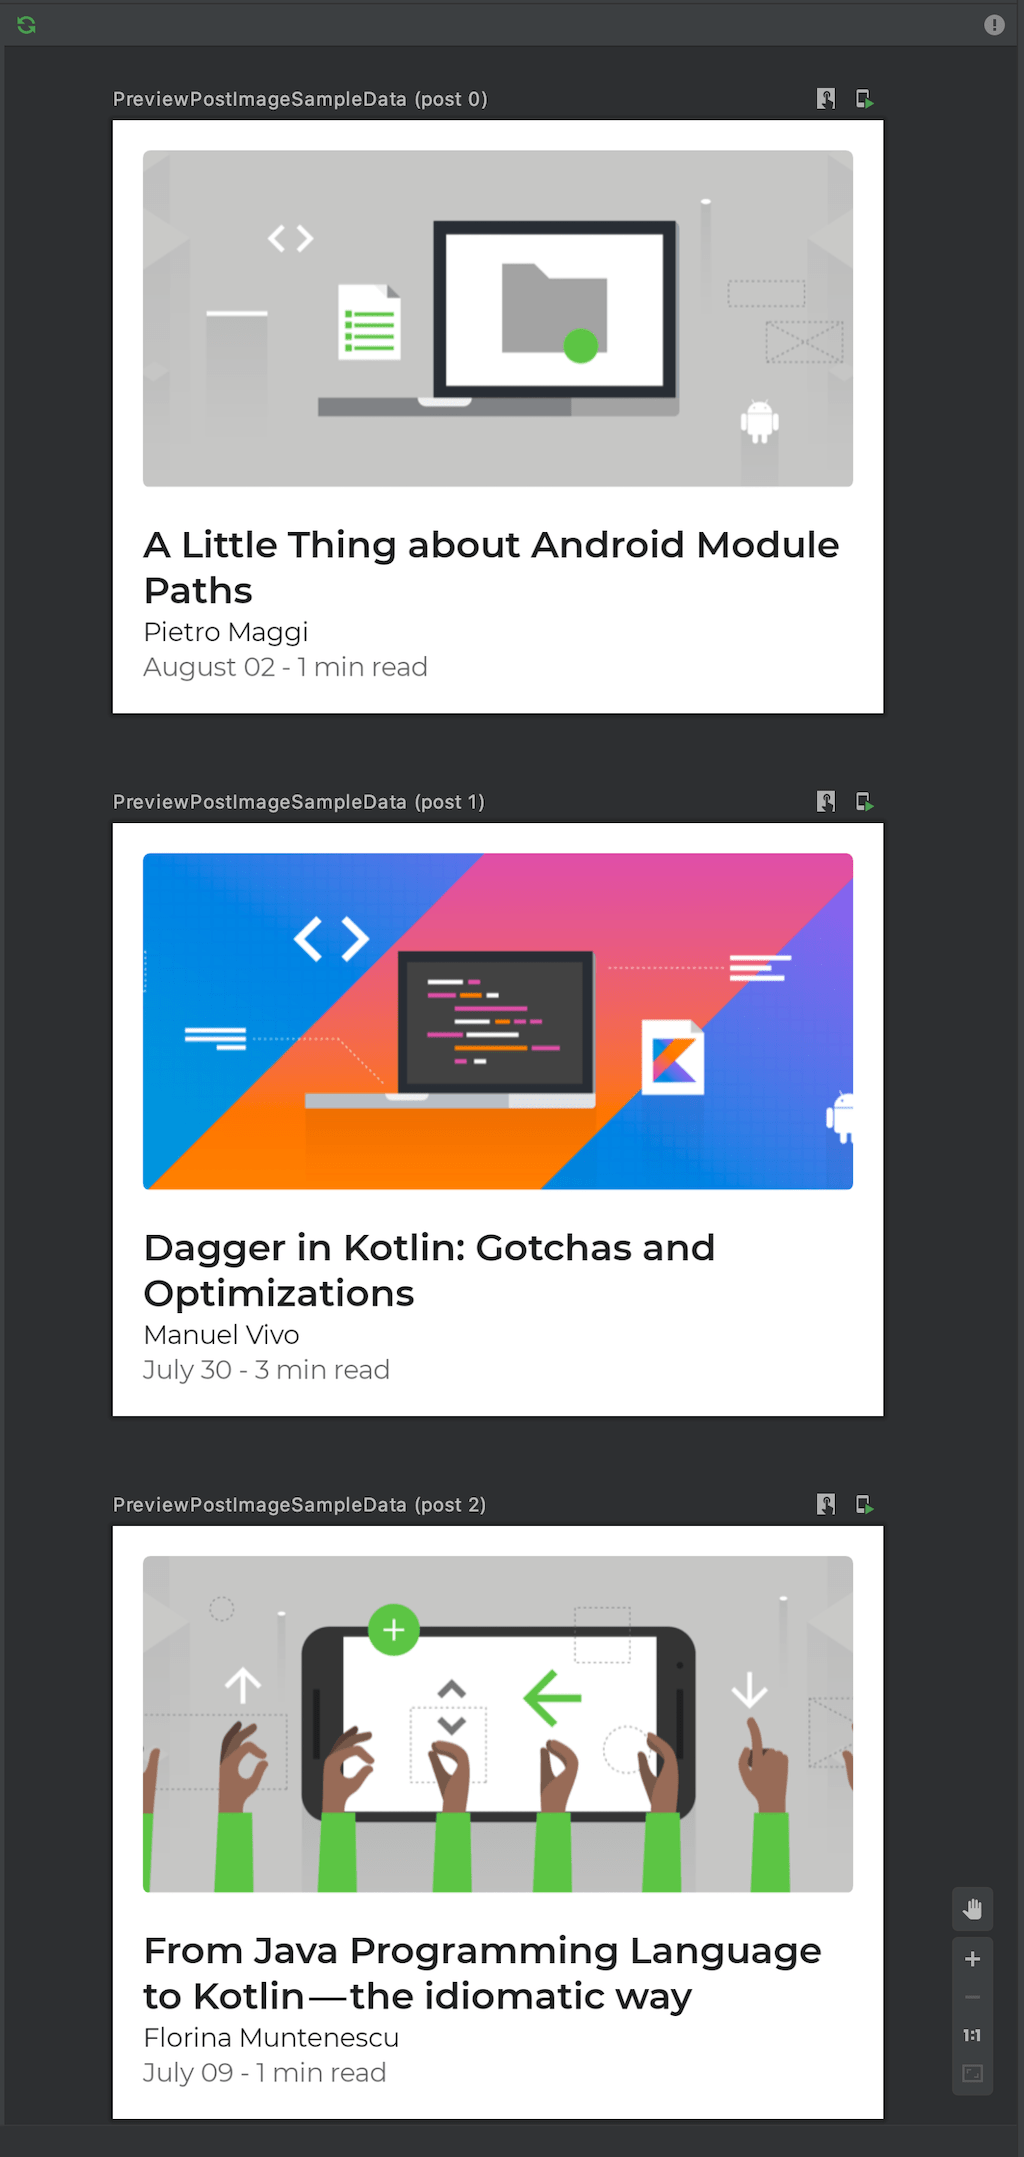 PreviewPostImageSampleData (post 0)
A Little Thing about Android Module
Paths
Pietro Maggi
August 02 - 1 min read
PreviewPostImageSampleData (post 1)
Dagger in Kotlin: Gotchas and
Optimizations
Manuel Vivo
July 30 - 3 min read
PreviewPostImageSampleData (post 2)
From Java Programming Language
to Kotlin — the idiomatic way
Florina Muntenescu
July 09 - 1 min read
1:1